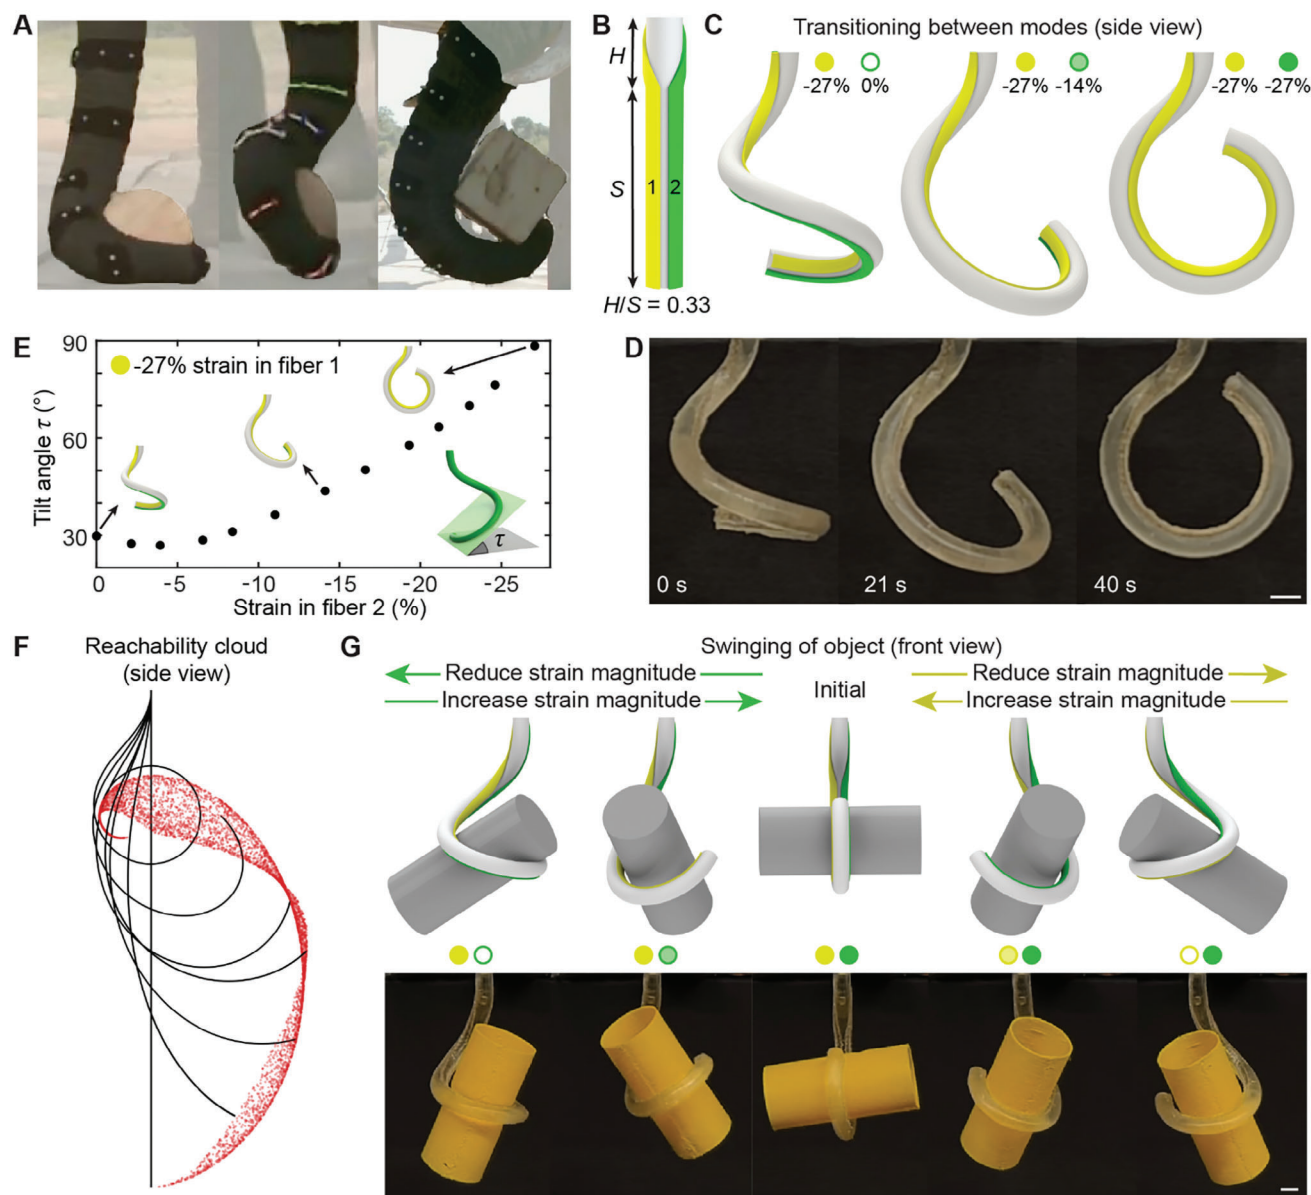 A
B
H
S
1
2
H/S = 0.33
C
Transitioning between modes (side view)
-27% 0%
-27% -14%
-27% -27%
E
90
60
30
Tilt angle τ (°)
-27% strain in fiber 1
τ
0 -5 -10 -15 -20 -25
Strain in fiber 2 (%)
D
0 s
21 s
40 s
F
Reachability cloud
(side view)
G
Swinging of object (front view)
Reduce strain magnitude
Increase strain magnitude
Initial
Reduce strain magnitude
Increase strain magnitude